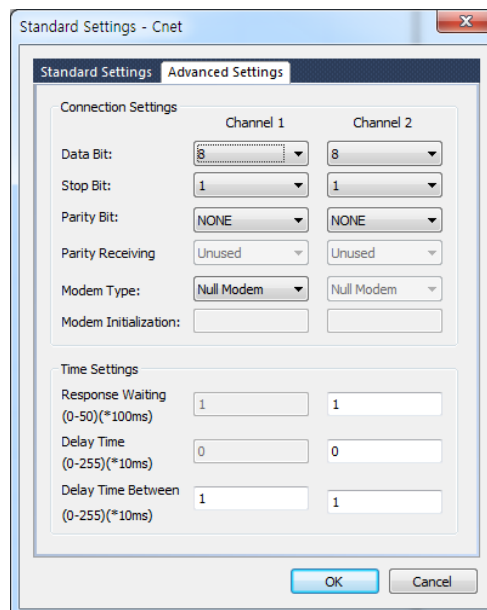 Standard Settings - Cnet
Standard Settings Advanced Settings
Connection Settings
Channel 1 Channel 2
Data Bit: 8 8
Stop Bit: 1 1
Parity Bit: NONE NONE
Parity Receiving Unused Unused
Modem Type: Null Modem Null Modem
Modem Initialization:
Time Settings
Response Waiting
(0-50)(*100ms) 1 1
Delay Time
(0-255)(*10ms) 0 0
Delay Time Between
(0-255)(*10ms) 1 1
OK Cancel